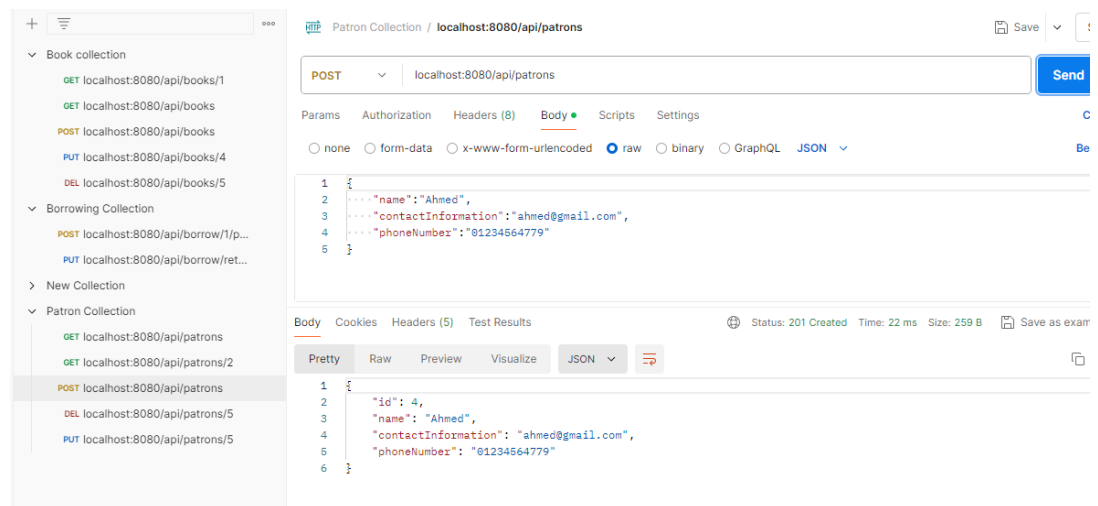 Book collection
GET localhost:8080/api/books/1
GET localhost:8080/api/books
POST localhost:8080/api/books
PUT localhost:8080/api/books/4
DEL localhost:8080/api/books/5
Borrowing Collection
POST localhost:8080/api/borrow/1/p...
PUT localhost:8080/api/borrow/ret...
New Collection
Patron Collection
GET localhost:8080/api/patrons
GET localhost:8080/api/patrons/2
POST localhost:8080/api/patrons
DEL localhost:8080/api/patrons/5
PUT localhost:8080/api/patrons/5
HTTP Patron Collection / localhost:8080/api/patrons Save
POST localhost:8080/api/patrons Send
Params Authorization Headers (8) Body Scripts Settings
none form-data x-www-form-urlencoded raw binary GraphQL JSON
1 {
2 "name":"Ahmed",
3 "contactInformation":"ahmed@gmail.com",
4 "phoneNumber":"01234564779"
5 }
Body Cookies Headers (5) Test Results Status: 201 Created Time: 22 ms Size: 259 B Save as exam
Pretty Raw Preview Visualize JSON
1 {
2 "id": 4,
3 "name": "Ahmed",
4 "contactInformation": "ahmed@gmail.com",
5 "phoneNumber": "01234564779"
6 }